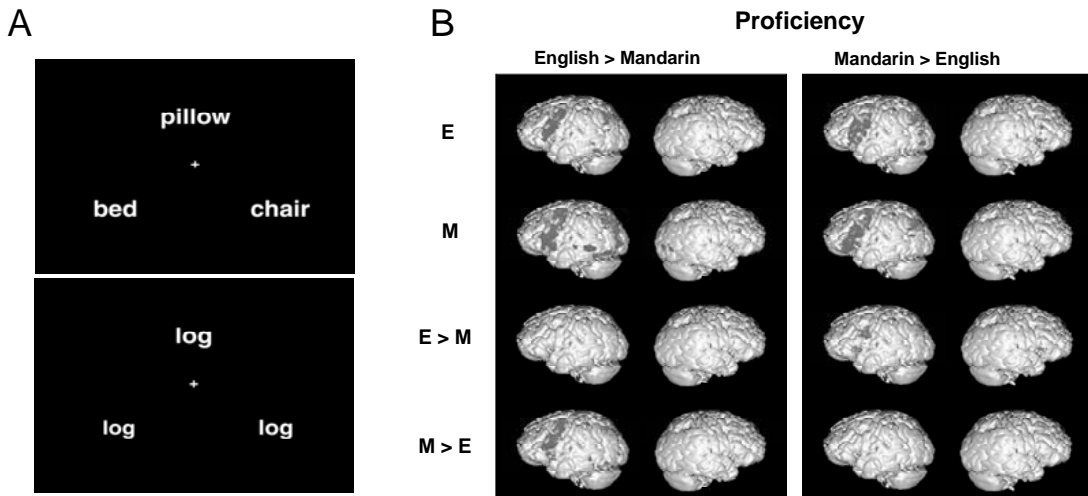 A
pillow
bed chair
log
log log
B
Proficiency
English > Mandarin Mandarin > English
E
M
E > M
M > E